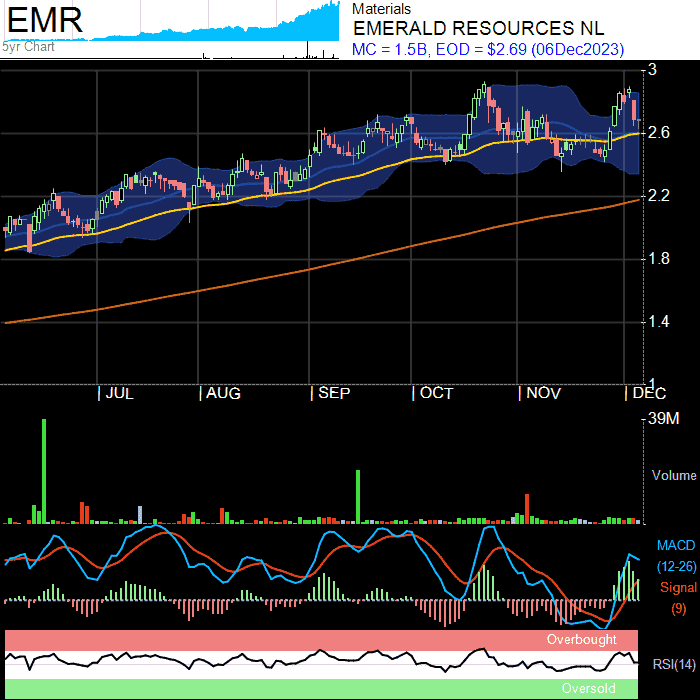 EMR
5yr Chart
Materials
EMERALD RESOURCES NL
MC = 1.5B, EOD = $2.69 (06Dec2023)
3
2.6
2.2
1.8
1.4
1
| JUL | AUG | SEP | OCT | NOV | DEC
39M
Volume
MACD
(12-26)
Signal
(9)
Overbought
RSI(14)
Oversold